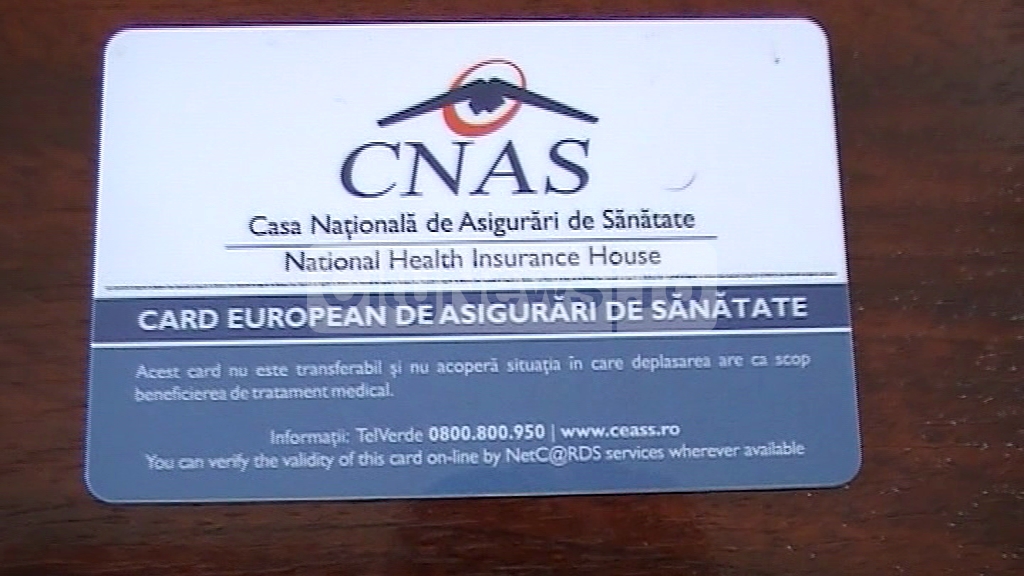 CNAS
Casa Națională de Asigurări de Sănătate
National Health Insurance House
CARD EUROPEAN DE ASIGURĂRI DE SĂNĂTATE
Acest card nu este transferabil și nu acoperă situația în care deplasarea are ca scop
beneficierea de tratament medical.
Informații: TelVerde 0800.800.950 | www.ceass.ro
You can verify the validity of this card on-line by NetC@RDS services wherever available